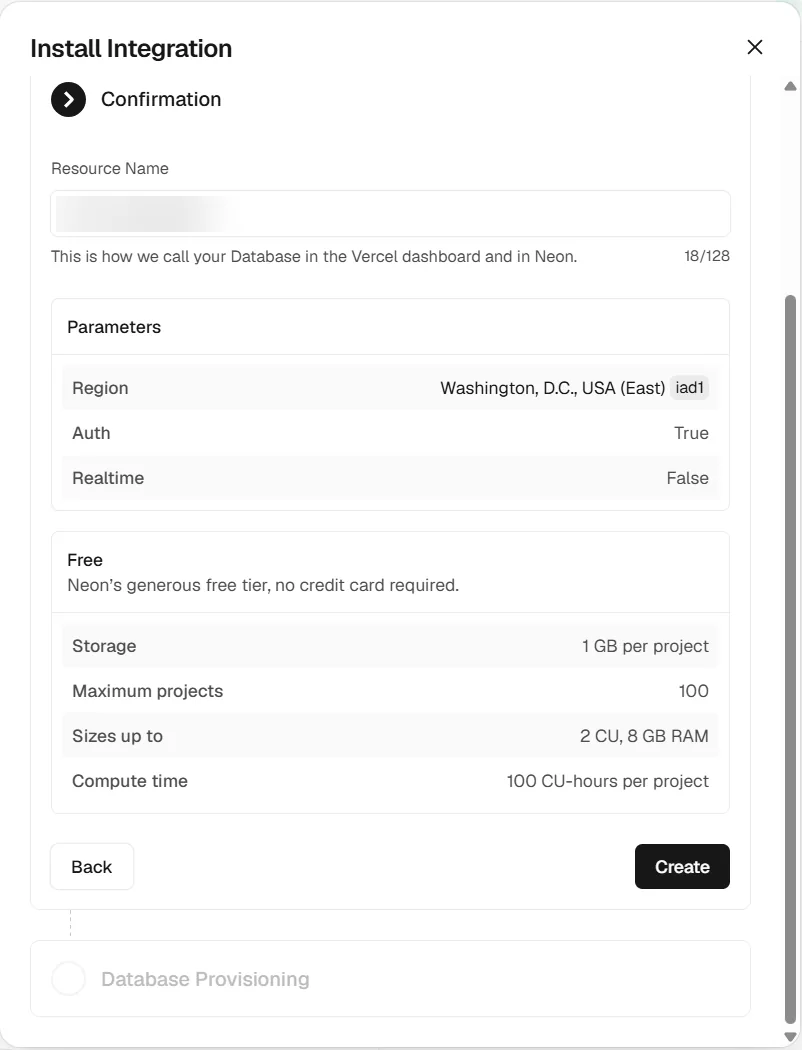 Install Integration
Confirmation
Resource Name
This is how we call your Database in the Vercel dashboard and in Neon. 18/128
Parameters
Region Washington, D.C., USA (East) iad1
Auth True
Realtime False
Free
Neon’s generous free tier, no credit card required.
Storage 1 GB per project
Maximum projects 100
Sizes up to 2 CU, 8 GB RAM
Compute time 100 CU-hours per project
Back Create
Database Provisioning